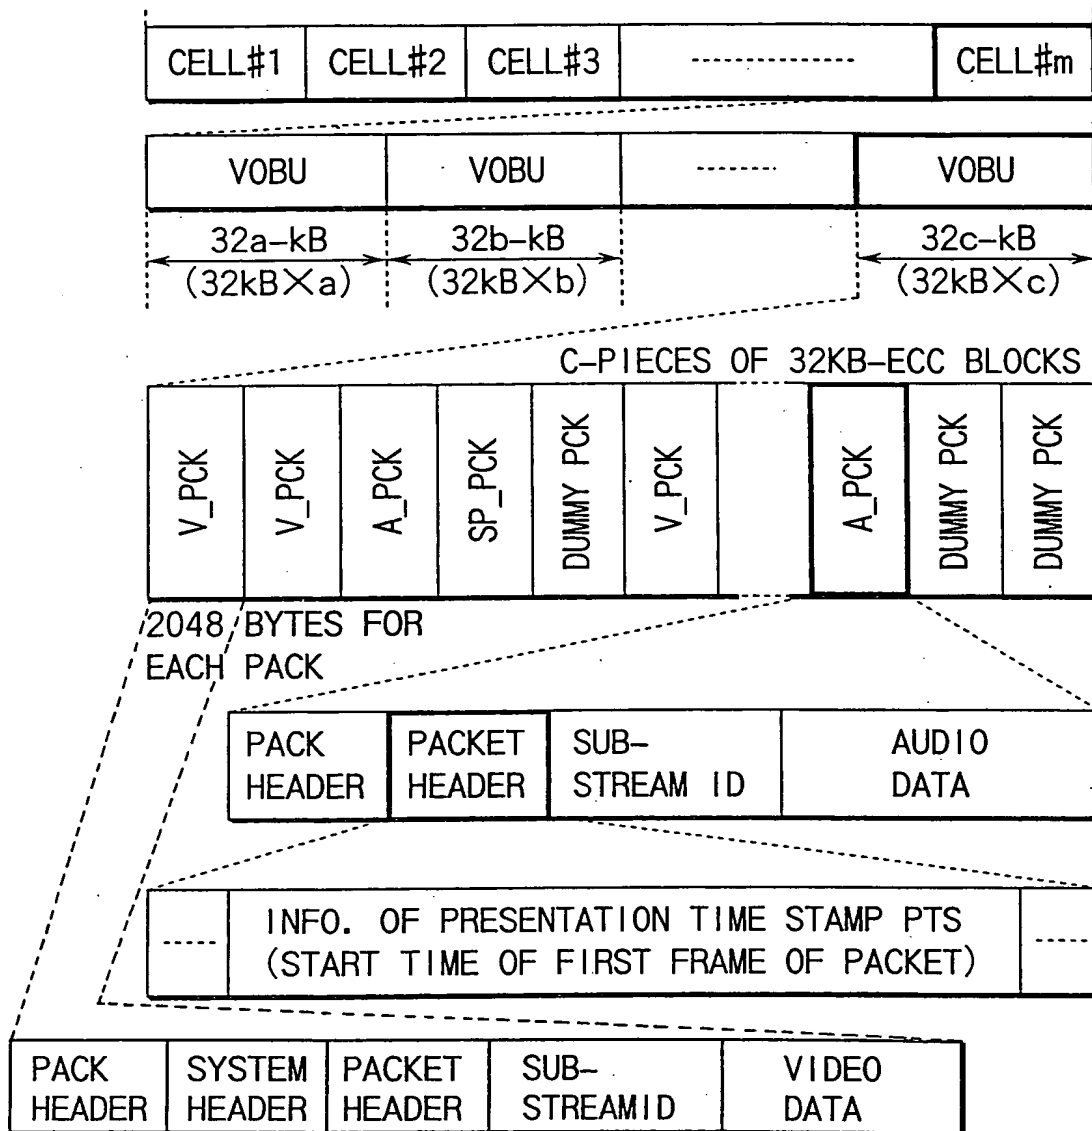 CELL#1 CELL#2 CELL#3 CELL#m
VOBU VOBU VOBU
32a-kB 32b-kB 32c-kB
(32kB×a) (32kB×b) (32kB×c)
C-PIECES OF 32KB-ECC BLOCKS
V_PCK V_PCK A_PCK SP_PCK DUMMY PCK V_PCK A_PCK DUMMY PCK DUMMY PCK
2048 BYTES FOR
EACH PACK
PACK PACKET SUB- AUDIO
HEADER HEADER STREAM ID DATA
INFO. OF PRESENTATION TIME STAMP PTS
(START TIME OF FIRST FRAME OF PACKET)
PACK SYSTEM PACKET SUB- VIDEO
HEADER HEADER HEADER STREAMID DATA